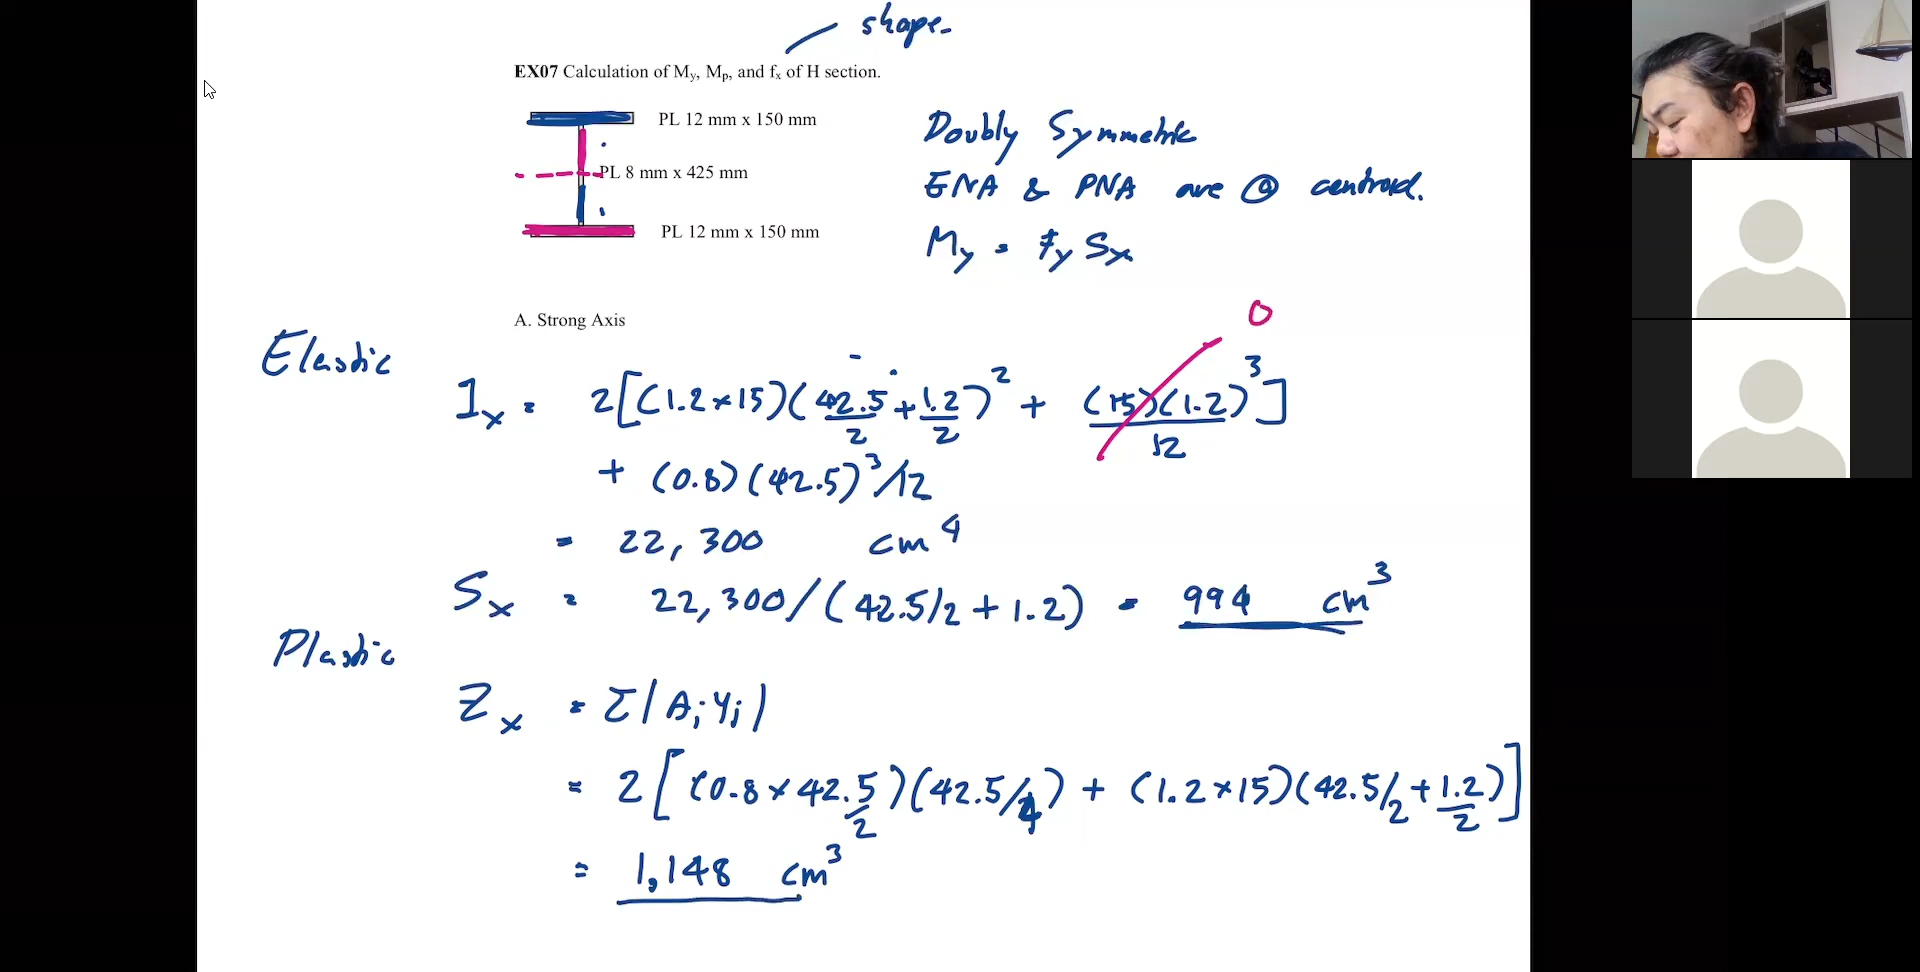 shape.
EX07 Calculation of My, Mp, and fx of H section.
PL 12 mm x 150 mm
PL 8 mm x 425 mm
PL 12 mm x 150 mm
Doubly Symmetric
ENA & PNA are @ centroid.
My = Fy Sx
A. Strong Axis
0
Elastic
Ix = 2[(1.2×15)(42.5/2 + 1.2/2)² + (15)(1.2)³/12]
+ (0.8)(42.5)³/12
= 22,300 cm⁴
Sx = 22,300/(42.5/2 + 1.2) = 994 cm³
Plastic
Zx = Σ|Ai yi|
= 2[(0.8×42.5/2)(42.5/4) + (1.2×15)(42.5/2 + 1.2/2)]
= 1,148 cm³